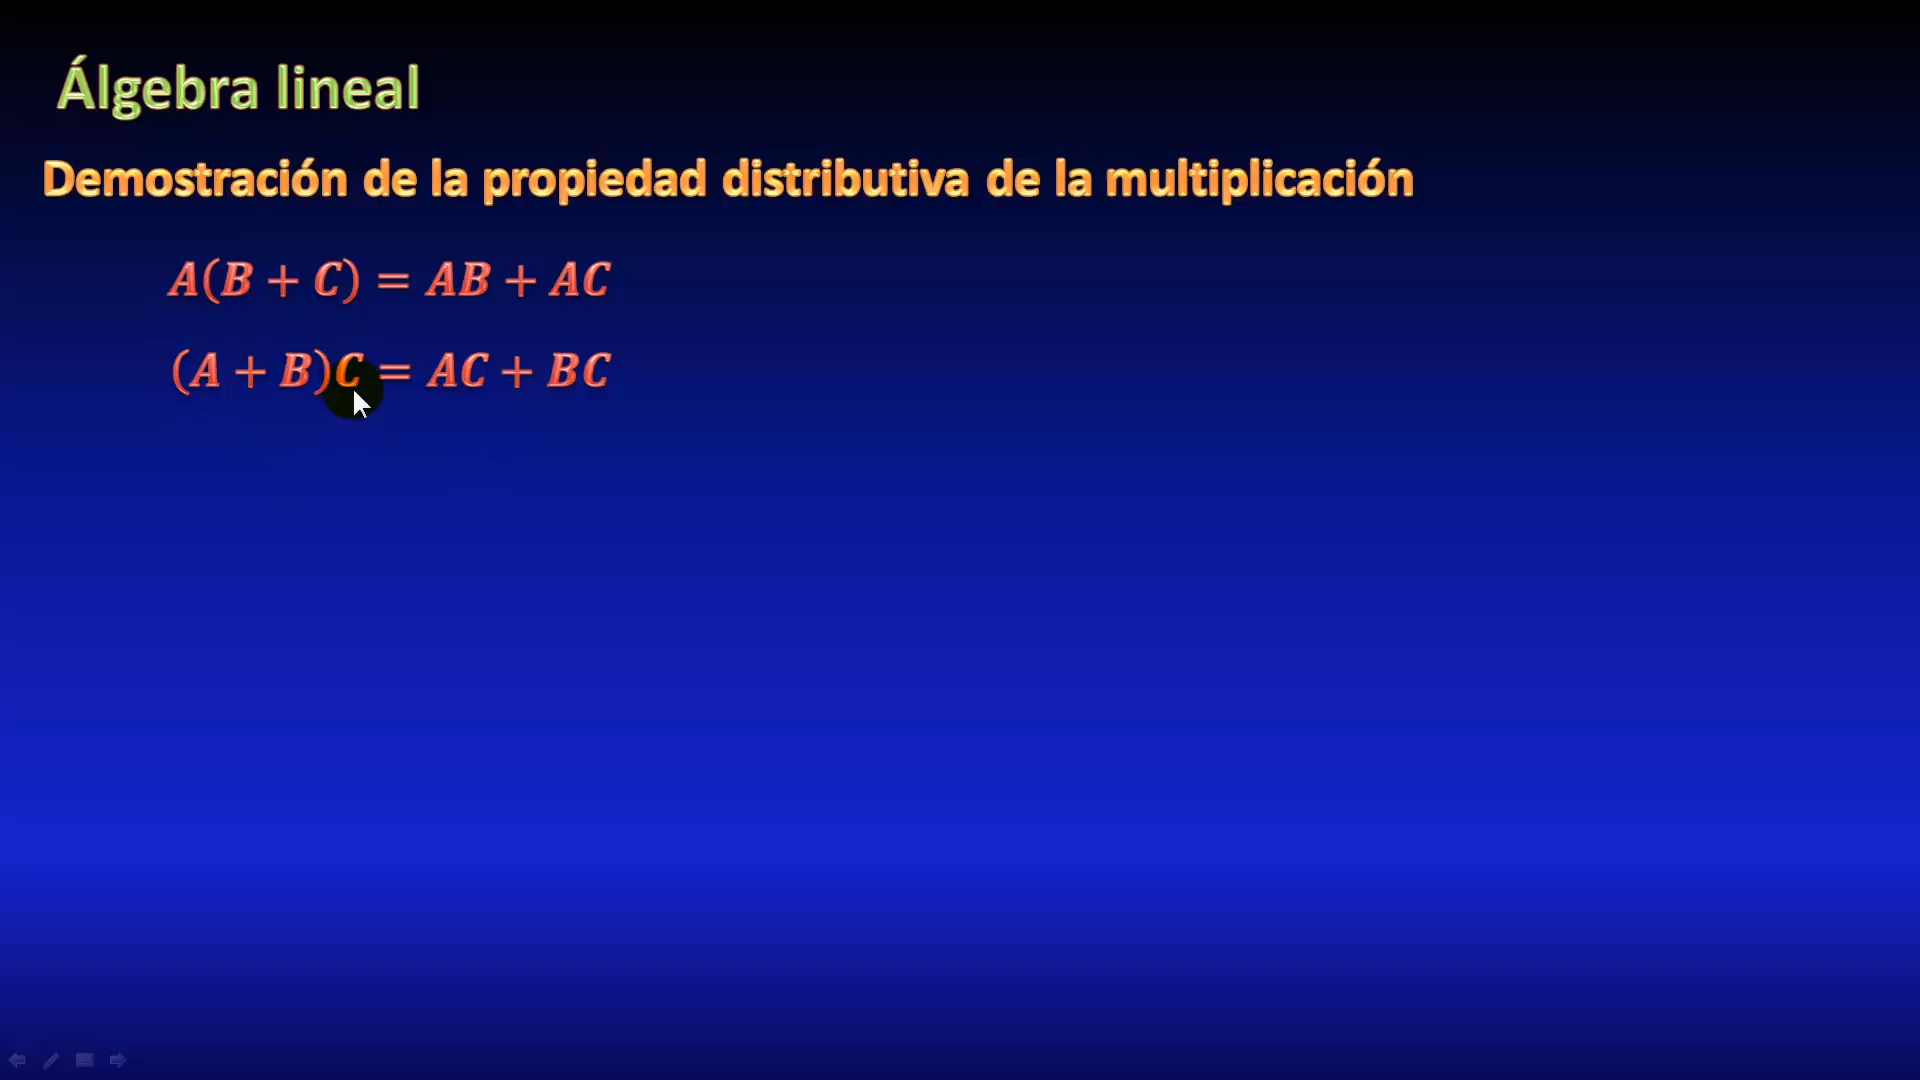 Álgebra lineal
Demostración de la propiedad distributiva de la multiplicación
A(B + C) = AB + AC
(A + B)C = AC + BC